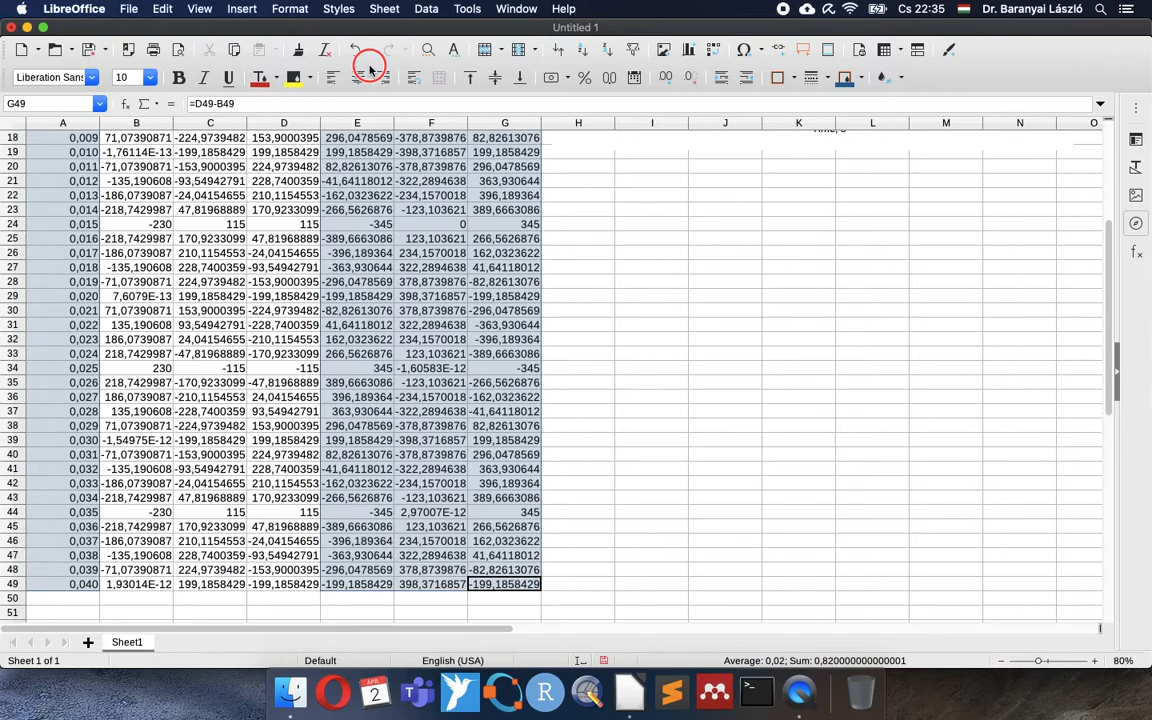 LibreOffice File Edit View Insert Format Styles Sheet Data Tools Window Help Cs 22:35 Dr. Baranyai László
Untitled 1
Liberation Sans 10
G49 =D49-B49
A B C D E F G H I J K L M N O
18 0,009 71,07390871 -224,9739482 153,9000395 296,0478569 -378,8739876 82,82613076
19 0,010 -1,76114E-13 -199,1858429 199,1858429 199,1858429 -398,3716857 199,1858429
20 0,011 -71,07390871 -153,9000395 224,9739482 82,82613076 -378,8739876 296,0478569
21 0,012 -135,190608 -93,54942791 228,7400359 -41,64118012 -322,2894638 363,930644
22 0,013 -186,0739087 -24,04154655 210,1154553 -162,0323622 -234,1570018 396,189364
23 0,014 -218,7429987 47,81968889 170,9233099 -266,5626876 -123,103621 389,6663086
24 0,015 -230 115 115 -345 0 345
25 0,016 -218,7429987 170,9233099 47,81968889 -389,6663086 123,103621 266,5626876
26 0,017 -186,0739087 210,1154553 -24,04154655 -396,189364 234,1570018 162,0323622
27 0,018 -135,190608 228,7400359 -93,54942791 -363,930644 322,2894638 41,64118012
28 0,019 -71,07390871 224,9739482 -153,9000395 -296,0478569 378,8739876 -82,82613076
29 0,020 7,6079E-13 199,1858429 -199,1858429 -199,1858429 398,3716857 -199,1858429
30 0,021 71,07390871 153,9000395 -224,9739482 -82,82613076 378,8739876 -296,0478569
31 0,022 135,190608 93,54942791 -228,7400359 41,64118012 322,2894638 -363,930644
32 0,023 186,0739087 24,04154655 -210,1154553 162,0323622 234,1570018 -396,189364
33 0,024 218,7429987 -47,81968889 -170,9233099 266,5626876 123,103621 -389,6663086
34 0,025 230 -115 -115 345 -1,60583E-12 -345
35 0,026 218,7429987 -170,9233099 -47,81968889 389,6663086 -123,103621 -266,5626876
36 0,027 186,0739087 -210,1154553 24,04154655 396,189364 -234,1570018 -162,0323622
37 0,028 135,190608 -228,7400359 93,54942791 363,930644 -322,2894638 -41,64118012
38 0,029 71,07390871 -224,9739482 153,9000395 296,0478569 -378,8739876 82,82613076
39 0,030 -1,54975E-12 -199,1858429 199,1858429 199,1858429 -398,3716857 199,1858429
40 0,031 -71,07390871 -153,9000395 224,9739482 82,82613076 -378,8739876 296,0478569
41 0,032 -135,190608 -93,54942791 228,7400359 -41,64118012 -322,2894638 363,930644
42 0,033 -186,0739087 -24,04154655 210,1154553 -162,0323622 -234,1570018 396,189364
43 0,034 -218,7429987 47,81968889 170,9233099 -266,5626876 -123,103621 389,6663086
44 0,035 -230 115 115 -345 2,97007E-12 345
45 0,036 -218,7429987 170,9233099 47,81968889 -389,6663086 123,103621 266,5626876
46 0,037 -186,0739087 210,1154553 -24,04154655 -396,189364 234,1570018 162,0323622
47 0,038 -135,190608 228,7400359 -93,54942791 -363,930644 322,2894638 41,64118012
48 0,039 -71,07390871 224,9739482 -153,9000395 -296,0478569 378,8739876 -82,82613076
49 0,040 1,93014E-12 199,1858429 -199,1858429 -199,1858429 398,3716857 -199,1858429
50
51
Sheet1
Sheet 1 of 1 Default English (USA) Average: 0,02; Sum: 0,820000000000001 80%